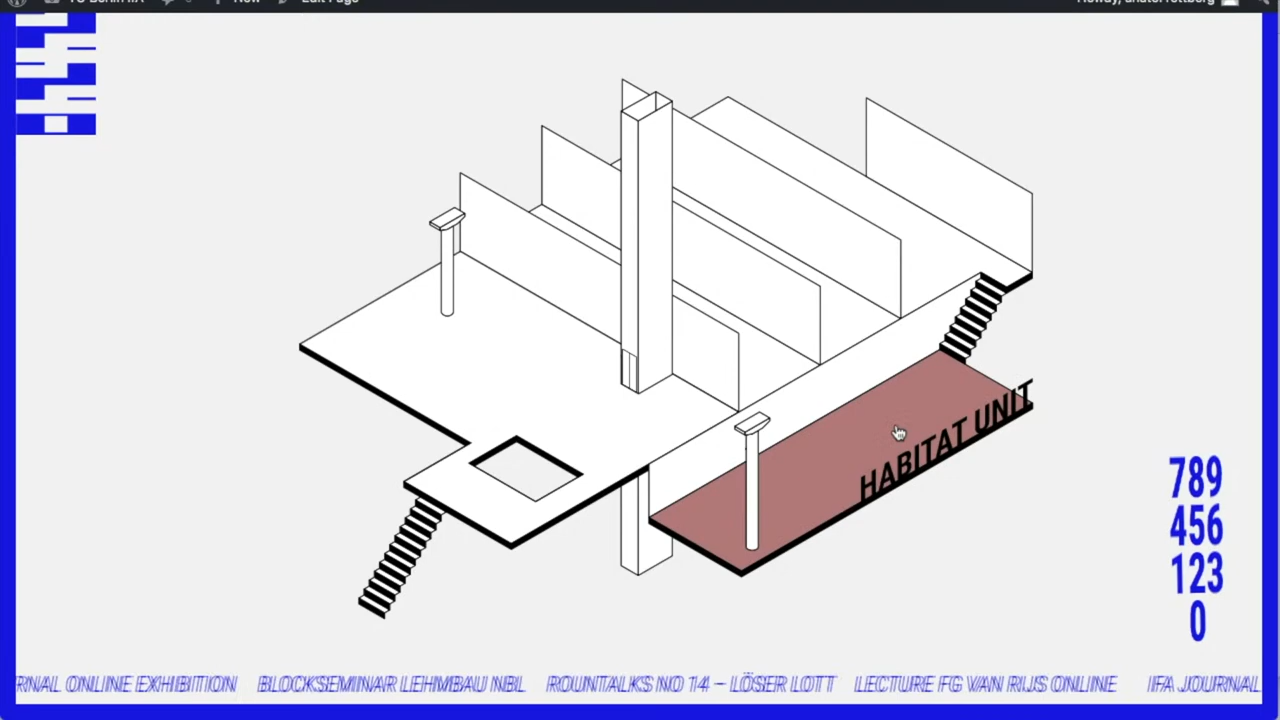 HABITAT UNIT
789
456
123
0
RNAL ONLINE EXHIBITION BLOCKSEMINAR LEHMBAU NBL ROUNTALKS NO 14 – LÖSER LOTT LECTURE FG VAN RIJS ONLINE IFA JOURNAL